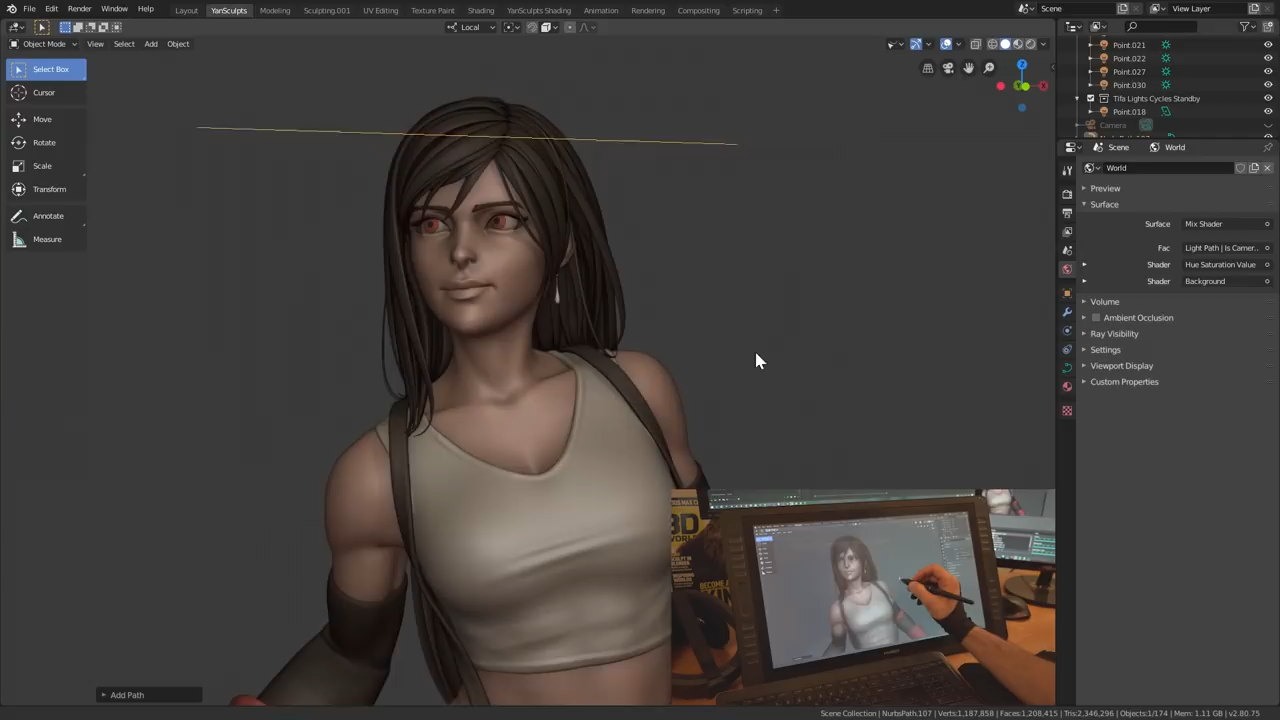 File Edit Render Window Help Layout YanSculpts Modeling Sculpting.001 UV Editing Texture Paint Shading YanSculpts Shading Animation Rendering Compositing Scripting + Scene View Layer
Local
Object Mode View Select Add Object
Point.021
Point.022
Point.027
Point.030
Tifa Lights Cycles Standby
Point.018
Camera
Select Box
Cursor
Move
Rotate
Scale
Transform
Annotate
Measure
Z
Y
X
Scene World
World
Preview
Surface
Surface Mix Shader
Fac Light Path | Is Camer..
Shader Hue Saturation Value
Shader Background
Volume
Ambient Occlusion
Ray Visibility
Settings
Viewport Display
Custom Properties
3D
WORLD
Add Path
Scene Collection | NurbsPath.107 | Verts:1,187,858 | Faces:1,208,415 | Tris:2,346,296 | Objects:1/174 | Mem: 1.11 GB | v2.80.75